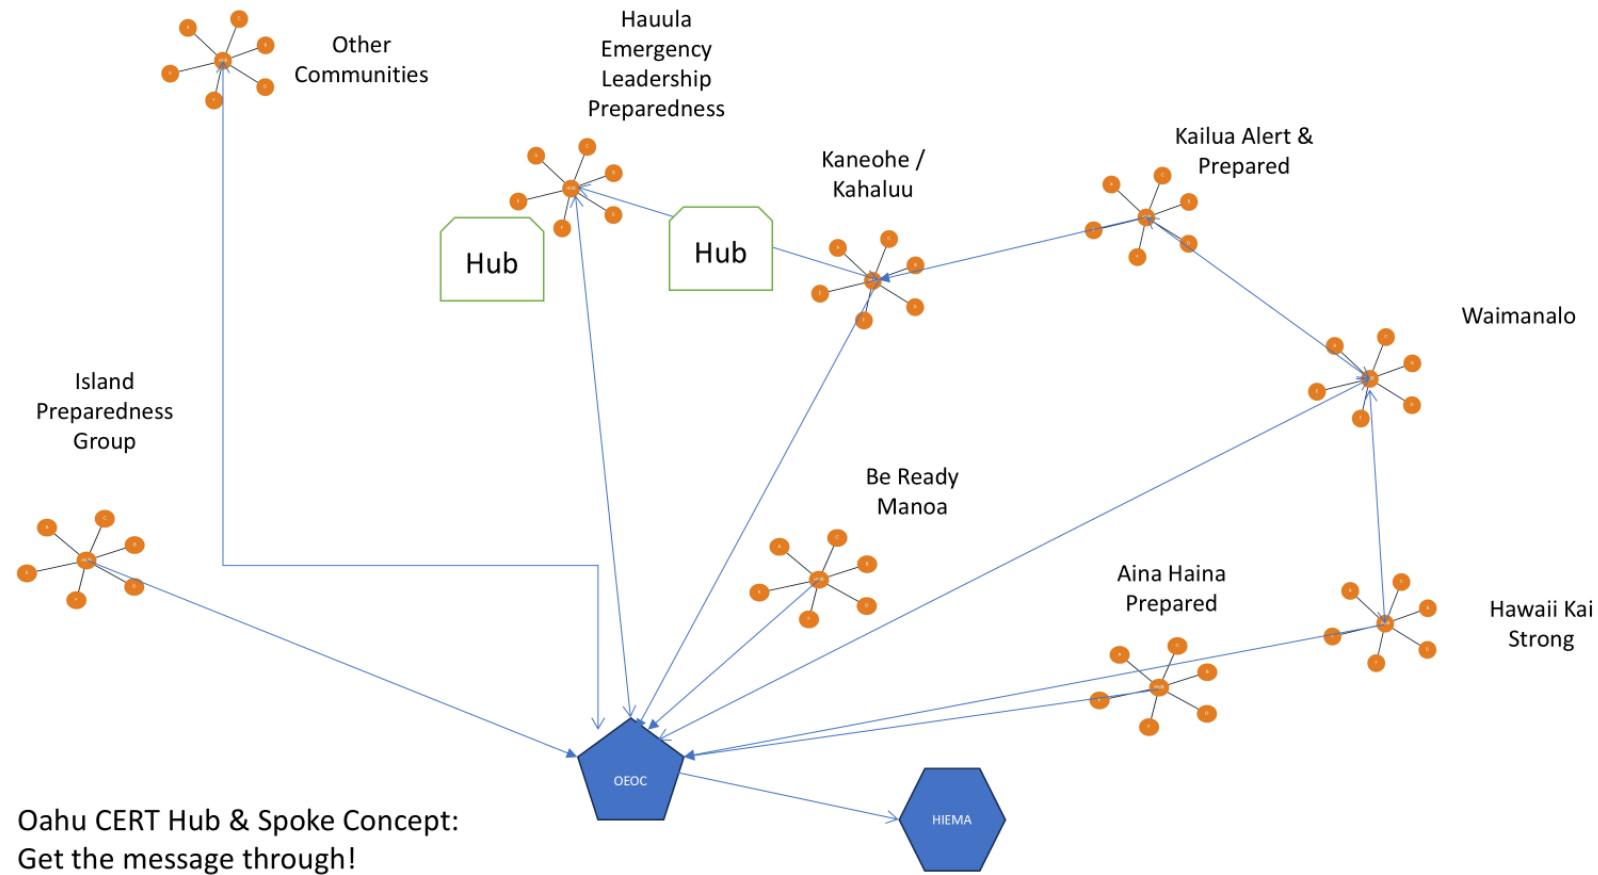 Other
Communities
Hauula
Emergency
Leadership
Preparedness
Kaneohe /
Kahaluu
Kailua Alert &
Prepared
Hub
Hub
Waimanalo
Island
Preparedness
Group
Be Ready
Manoa
Aina Haina
Prepared
Hawaii Kai
Strong
OEOC
HIEMA
Oahu CERT Hub & Spoke Concept:
Get the message through!